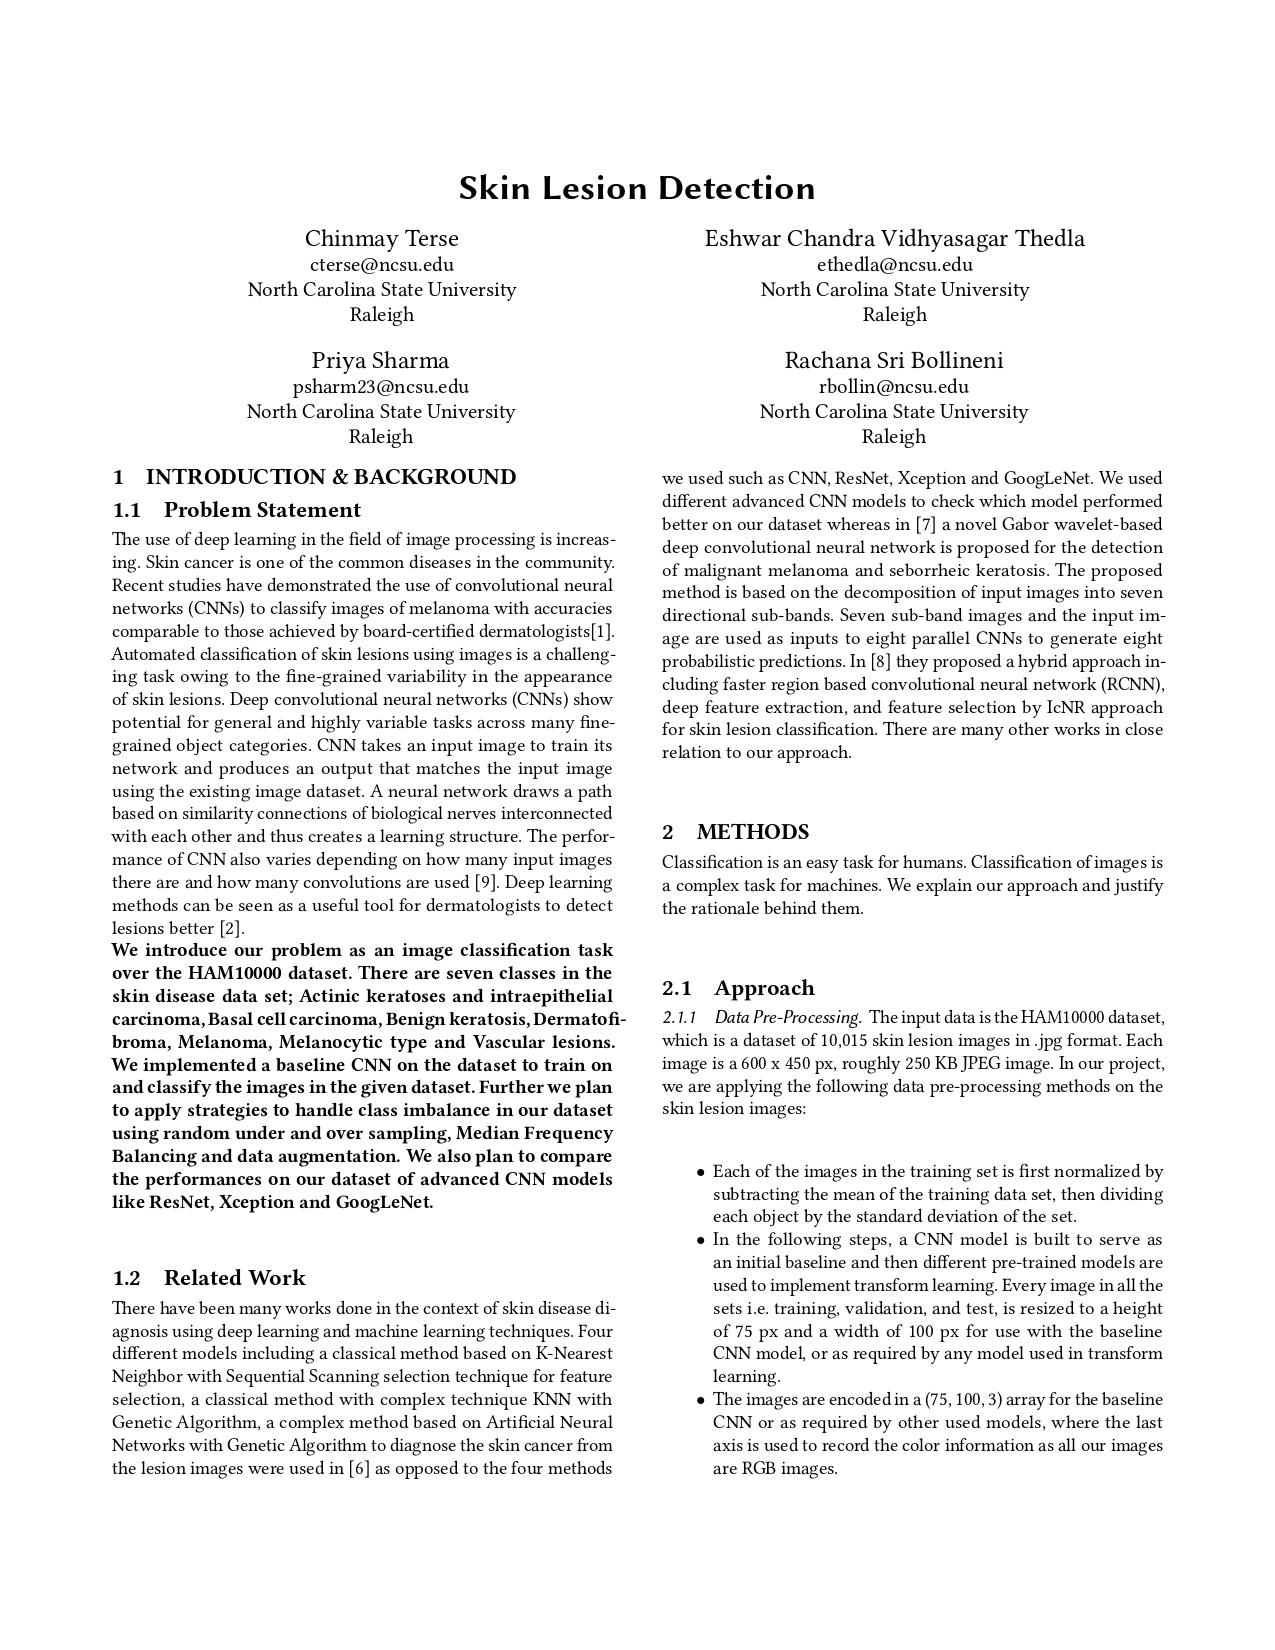 Skin Lesion Detection
Chinmay Terse
cterse@ncsu.edu
North Carolina State University
Raleigh
Eshwar Chandra Vidhyasagar Thedla
ethedla@ncsu.edu
North Carolina State University
Raleigh
Priya Sharma
psharm23@ncsu.edu
North Carolina State University
Raleigh
Rachana Sri Bollineni
rbollin@ncsu.edu
North Carolina State University
Raleigh
1 INTRODUCTION & BACKGROUND
1.1 Problem Statement
The use of deep learning in the field of image processing is increas-
ing. Skin cancer is one of the common diseases in the community.
Recent studies have demonstrated the use of convolutional neural
networks (CNNs) to classify images of melanoma with accuracies
comparable to those achieved by board-certified dermatologists[1].
Automated classification of skin lesions using images is a challeng-
ing task owing to the fine-grained variability in the appearance
of skin lesions. Deep convolutional neural networks (CNNs) show
potential for general and highly variable tasks across many fine-
grained object categories. CNN takes an input image to train its
network and produces an output that matches the input image
using the existing image dataset. A neural network draws a path
based on similarity connections of biological nerves interconnected
with each other and thus creates a learning structure. The perfor-
mance of CNN also varies depending on how many input images
there are and how many convolutions are used [9]. Deep learning
methods can be seen as a useful tool for dermatologists to detect
lesions better [2].
We introduce our problem as an image classification task
over the HAM10000 dataset. There are seven classes in the
skin disease data set; Actinic keratoses and intraepithelial
carcinoma, Basal cell carcinoma, Benign keratosis, Dermatofi-
broma, Melanoma, Melanocytic type and Vascular lesions.
We implemented a baseline CNN on the dataset to train on
and classify the images in the given dataset. Further we plan
to apply strategies to handle class imbalance in our dataset
using random under and over sampling, Median Frequency
Balancing and data augmentation. We also plan to compare
the performances on our dataset of advanced CNN models
like ResNet, Xception and GoogLeNet.
1.2 Related Work
There have been many works done in the context of skin disease di-
agnosis using deep learning and machine learning techniques. Four
different models including a classical method based on K-Nearest
Neighbor with Sequential Scanning selection technique for feature
selection, a classical method with complex technique KNN with
Genetic Algorithm, a complex method based on Artificial Neural
Networks with Genetic Algorithm to diagnose the skin cancer from
the lesion images were used in [6] as opposed to the four methods
we used such as CNN, ResNet, Xception and GoogLeNet. We used
different advanced CNN models to check which model performed
better on our dataset whereas in [7] a novel Gabor wavelet-based
deep convolutional neural network is proposed for the detection
of malignant melanoma and seborrheic keratosis. The proposed
method is based on the decomposition of input images into seven
directional sub-bands. Seven sub-band images and the input im-
age are used as inputs to eight parallel CNNs to generate eight
probabilistic predictions. In [8] they proposed a hybrid approach in-
cluding faster region based convolutional neural network (RCNN),
deep feature extraction, and feature selection by IcNR approach
for skin lesion classification. There are many other works in close
relation to our approach.
2 METHODS
Classification is an easy task for humans. Classification of images is
a complex task for machines. We explain our approach and justify
the rationale behind them.
2.1 Approach
2.1.1 Data Pre-Processing. The input data is the HAM10000 dataset,
which is a dataset of 10,015 skin lesion images in .jpg format. Each
image is a 600 x 450 px, roughly 250 KB JPEG image. In our project,
we are applying the following data pre-processing methods on the
skin lesion images:
• Each of the images in the training set is first normalized by
subtracting the mean of the training data set, then dividing
each object by the standard deviation of the set.
• In the following steps, a CNN model is built to serve as
an initial baseline and then different pre-trained models are
used to implement transform learning. Every image in all the
sets i.e. training, validation, and test, is resized to a height
of 75 px and a width of 100 px for use with the baseline
CNN model, or as required by any model used in transform
learning.
• The images are encoded in a (75, 100, 3) array for the baseline
CNN or as required by other used models, where the last
axis is used to record the color information as all our images
are RGB images.